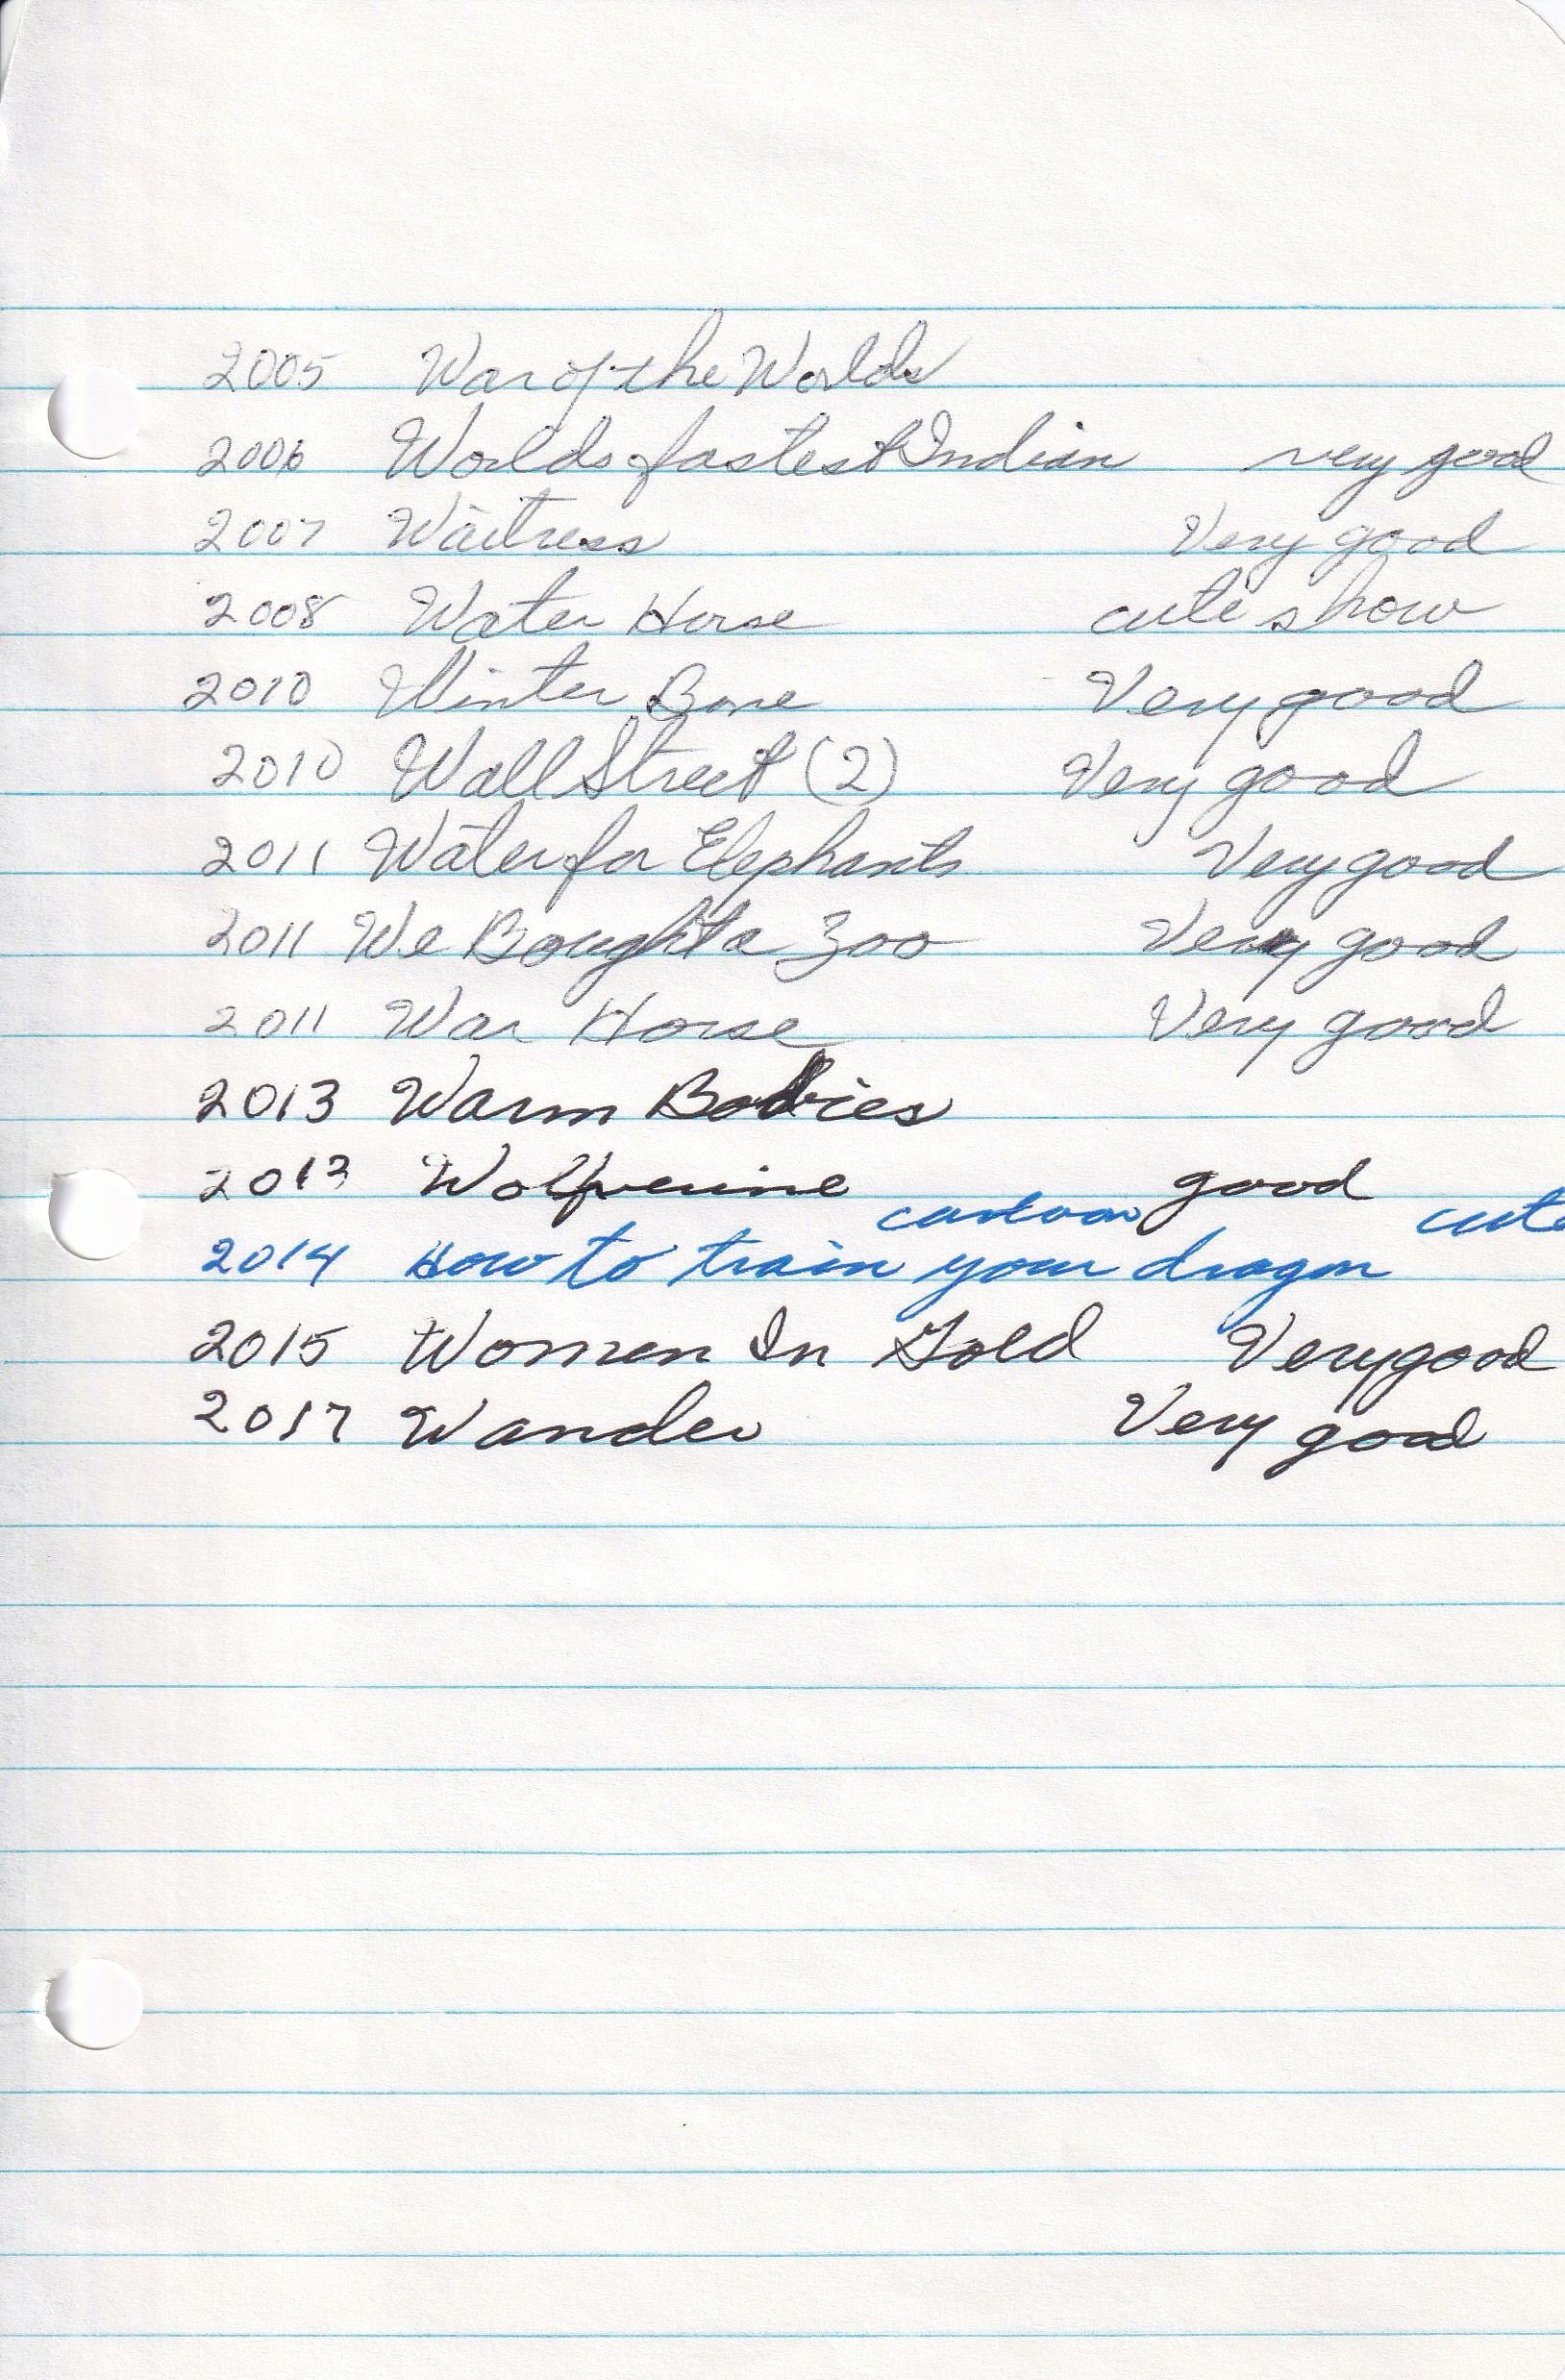 2005 War of the Worlds
2006 Worlds fastest Indian very good
2007 Waitress Very good
2008 Water Horse cute show
2010 Winter Bone Very good
2010 Wall Street (2) Very good
2011 Water for Elephants Very good
2011 We Bought a Zoo Very good
2011 War Horse Very good
2013 Warm Bodies
2013 Wolfverine good
cartoon cute
2014 How to train your dragon
2015 Women In Gold Very good
2017 Wander Very good